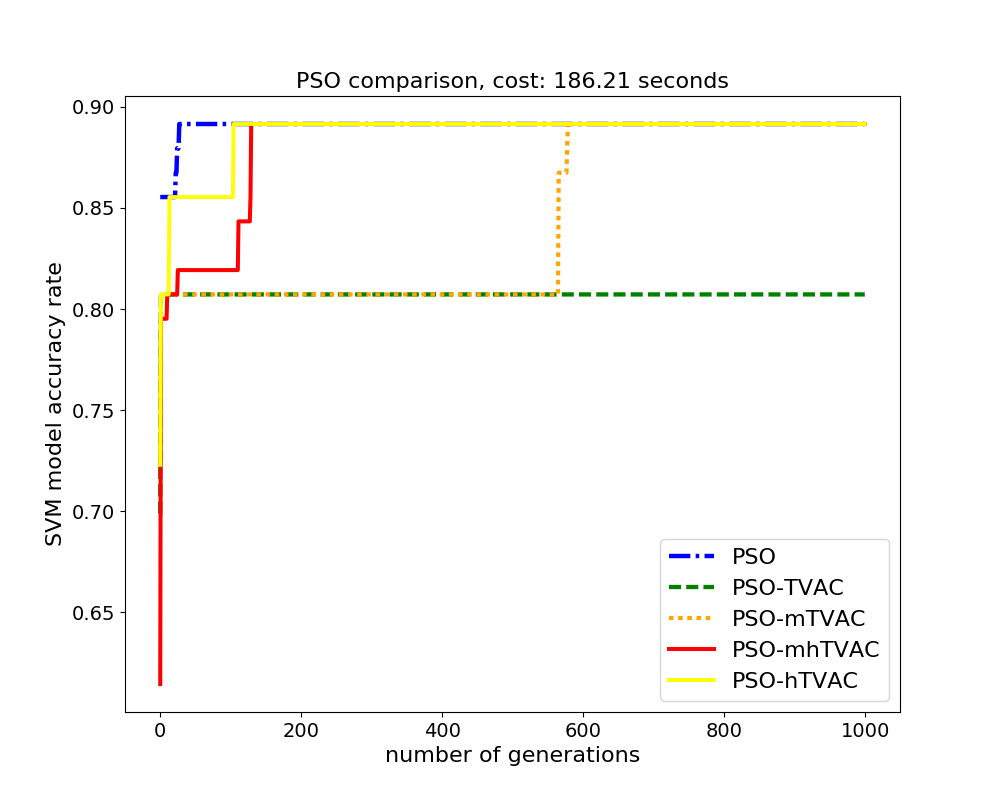 PSO comparison, cost: 186.21 seconds
0.90
0.85
0.80
0.75
0.70
0.65
SVM model accuracy rate
PSO
PSO-TVAC
PSO-mTVAC
PSO-mhTVAC
PSO-hTVAC
0 200 400 600 800 1000
number of generations